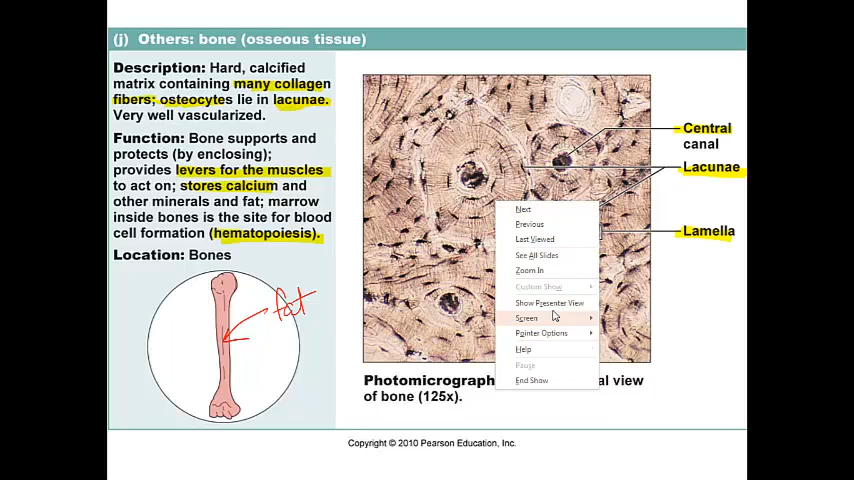 (j) Others: bone (osseous tissue)
Description: Hard, calcified
matrix containing many collagen
fibers; osteocytes lie in lacunae.
Very well vascularized.
Function: Bone supports and
protects (by enclosing);
provides levers for the muscles
to act on; stores calcium and
other minerals and fat; marrow
inside bones is the site for blood
cell formation (hematopoiesis).
Location: Bones
fat
Central
canal
Lacunae
Lamella
Next
Previous
Last Viewed
See All Slides
Zoom In
Custom Show
Show Presenter View
Screen
Pointer Options
Help
Pause
End Show
Photomicrograph al view
of bone (125x).
Copyright © 2010 Pearson Education, Inc.